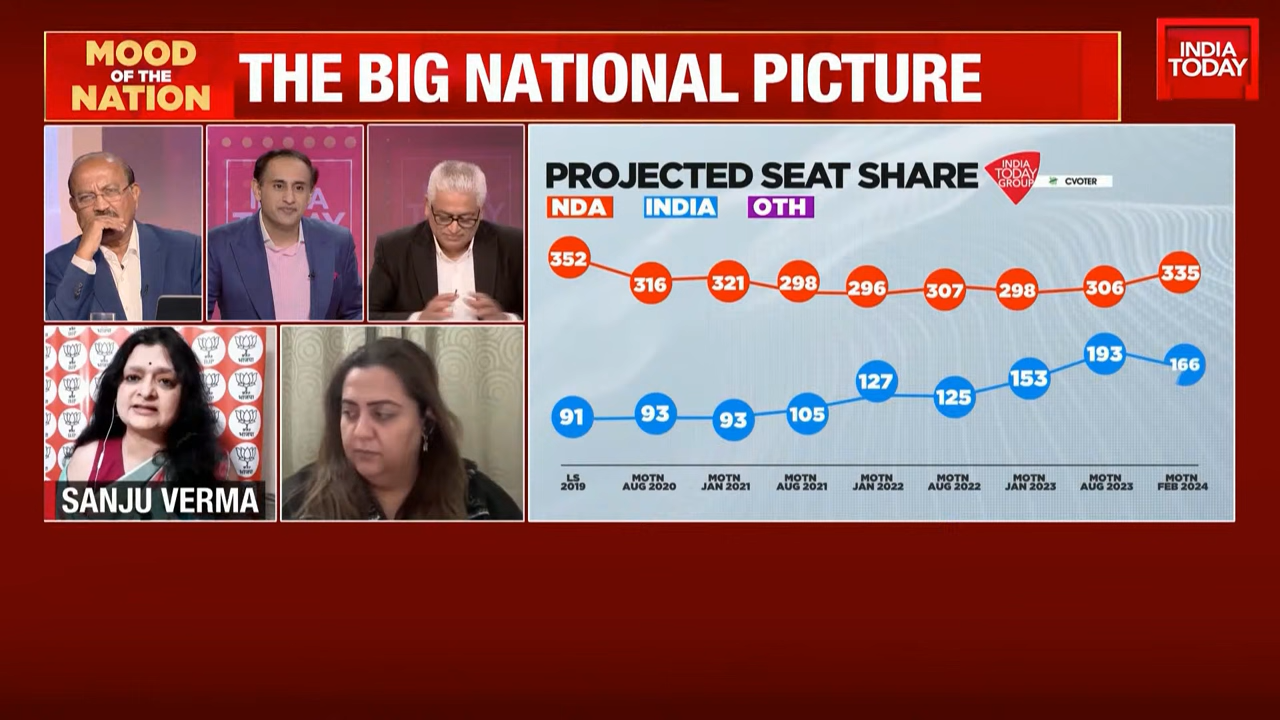 MOOD
OF THE
NATION
THE BIG NATIONAL PICTURE
INDIA
TODAY
PROJECTED SEAT SHARE
INDIA
TODAY
GROUP
CVOTER
NDA INDIA OTH
352 316 321 298 296 307 298 306 335
91 93 93 105 127 125 153 193 166
LS
2019
MOTN
AUG 2020
MOTN
JAN 2021
MOTN
AUG 2021
MOTN
JAN 2022
MOTN
AUG 2022
MOTN
JAN 2023
MOTN
AUG 2023
MOTN
FEB 2024
SANJU VERMA